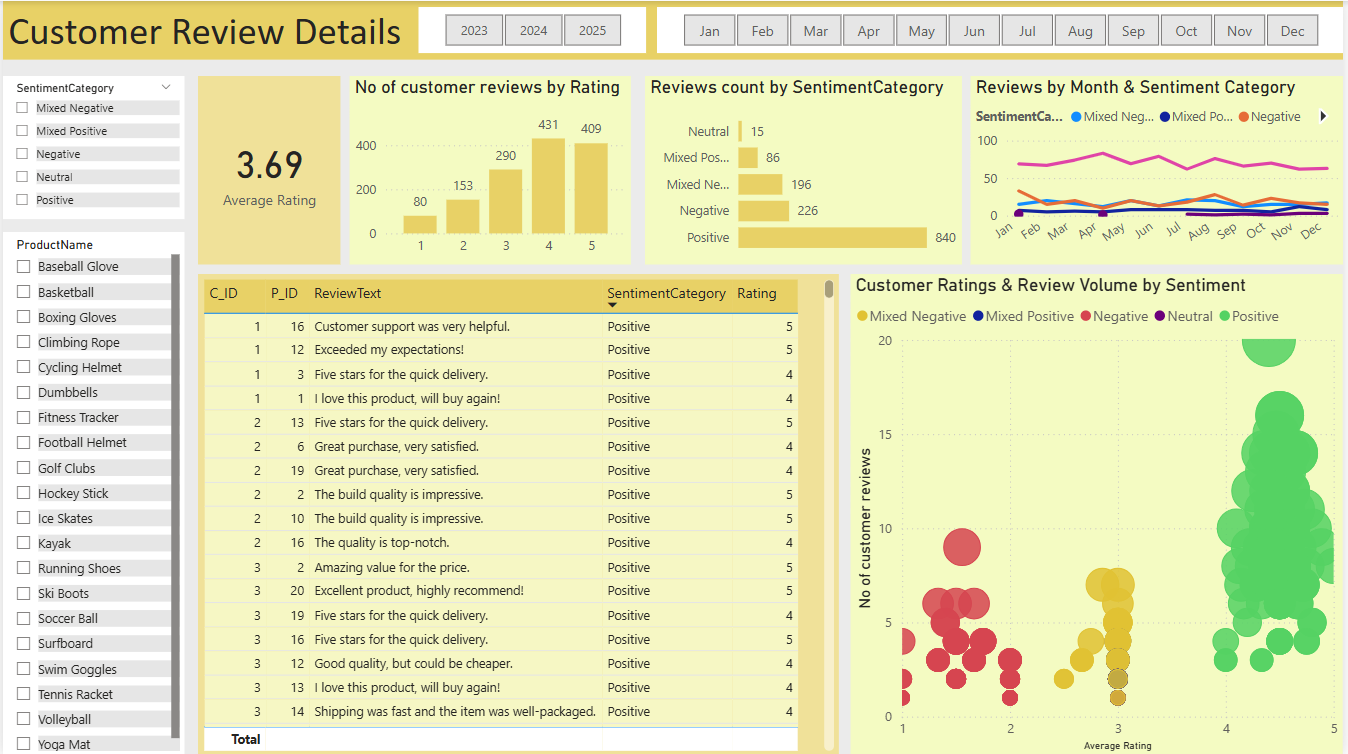 Customer Review Details
2023 2024 2025
Jan Feb Mar Apr May Jun Jul Aug Sep Oct Nov Dec
SentimentCategory
Mixed Negative
Mixed Positive
Negative
Neutral
Positive
ProductName
Baseball Glove
Basketball
Boxing Gloves
Climbing Rope
Cycling Helmet
Dumbbells
Fitness Tracker
Football Helmet
Golf Clubs
Hockey Stick
Ice Skates
Kayak
Running Shoes
Ski Boots
Soccer Ball
Surfboard
Swim Goggles
Tennis Racket
Volleyball
Yoga Mat
3.69
Average Rating
No of customer reviews by Rating
400
200
0
80 153 290 431 409
1 2 3 4 5
Reviews count by SentimentCategory
Neutral 15
Mixed Pos... 86
Mixed Ne... 196
Negative 226
Positive 840
Reviews by Month & Sentiment Category
SentimentCa... Mixed Neg... Mixed Po... Negative
100
50
0
Jan Feb Mar Apr May Jun Jul Aug Sep Oct Nov Dec
C_ID P_ID ReviewText SentimentCategory Rating
1 16 Customer support was very helpful. Positive 5
1 12 Exceeded my expectations! Positive 5
1 3 Five stars for the quick delivery. Positive 4
1 1 I love this product, will buy again! Positive 4
2 13 Five stars for the quick delivery. Positive 5
2 6 Great purchase, very satisfied. Positive 4
2 19 Great purchase, very satisfied. Positive 4
2 2 The build quality is impressive. Positive 5
2 10 The build quality is impressive. Positive 5
2 16 The quality is top-notch. Positive 4
3 2 Amazing value for the price. Positive 5
3 20 Excellent product, highly recommend! Positive 5
3 19 Five stars for the quick delivery. Positive 4
3 16 Five stars for the quick delivery. Positive 5
3 12 Good quality, but could be cheaper. Positive 4
3 13 I love this product, will buy again! Positive 4
3 14 Shipping was fast and the item was well-packaged. Positive 4
Total
Customer Ratings & Review Volume by Sentiment
Mixed Negative Mixed Positive Negative Neutral Positive
No of customer reviews
20
15
10
5
0
1 2 3 4 5
Average Rating